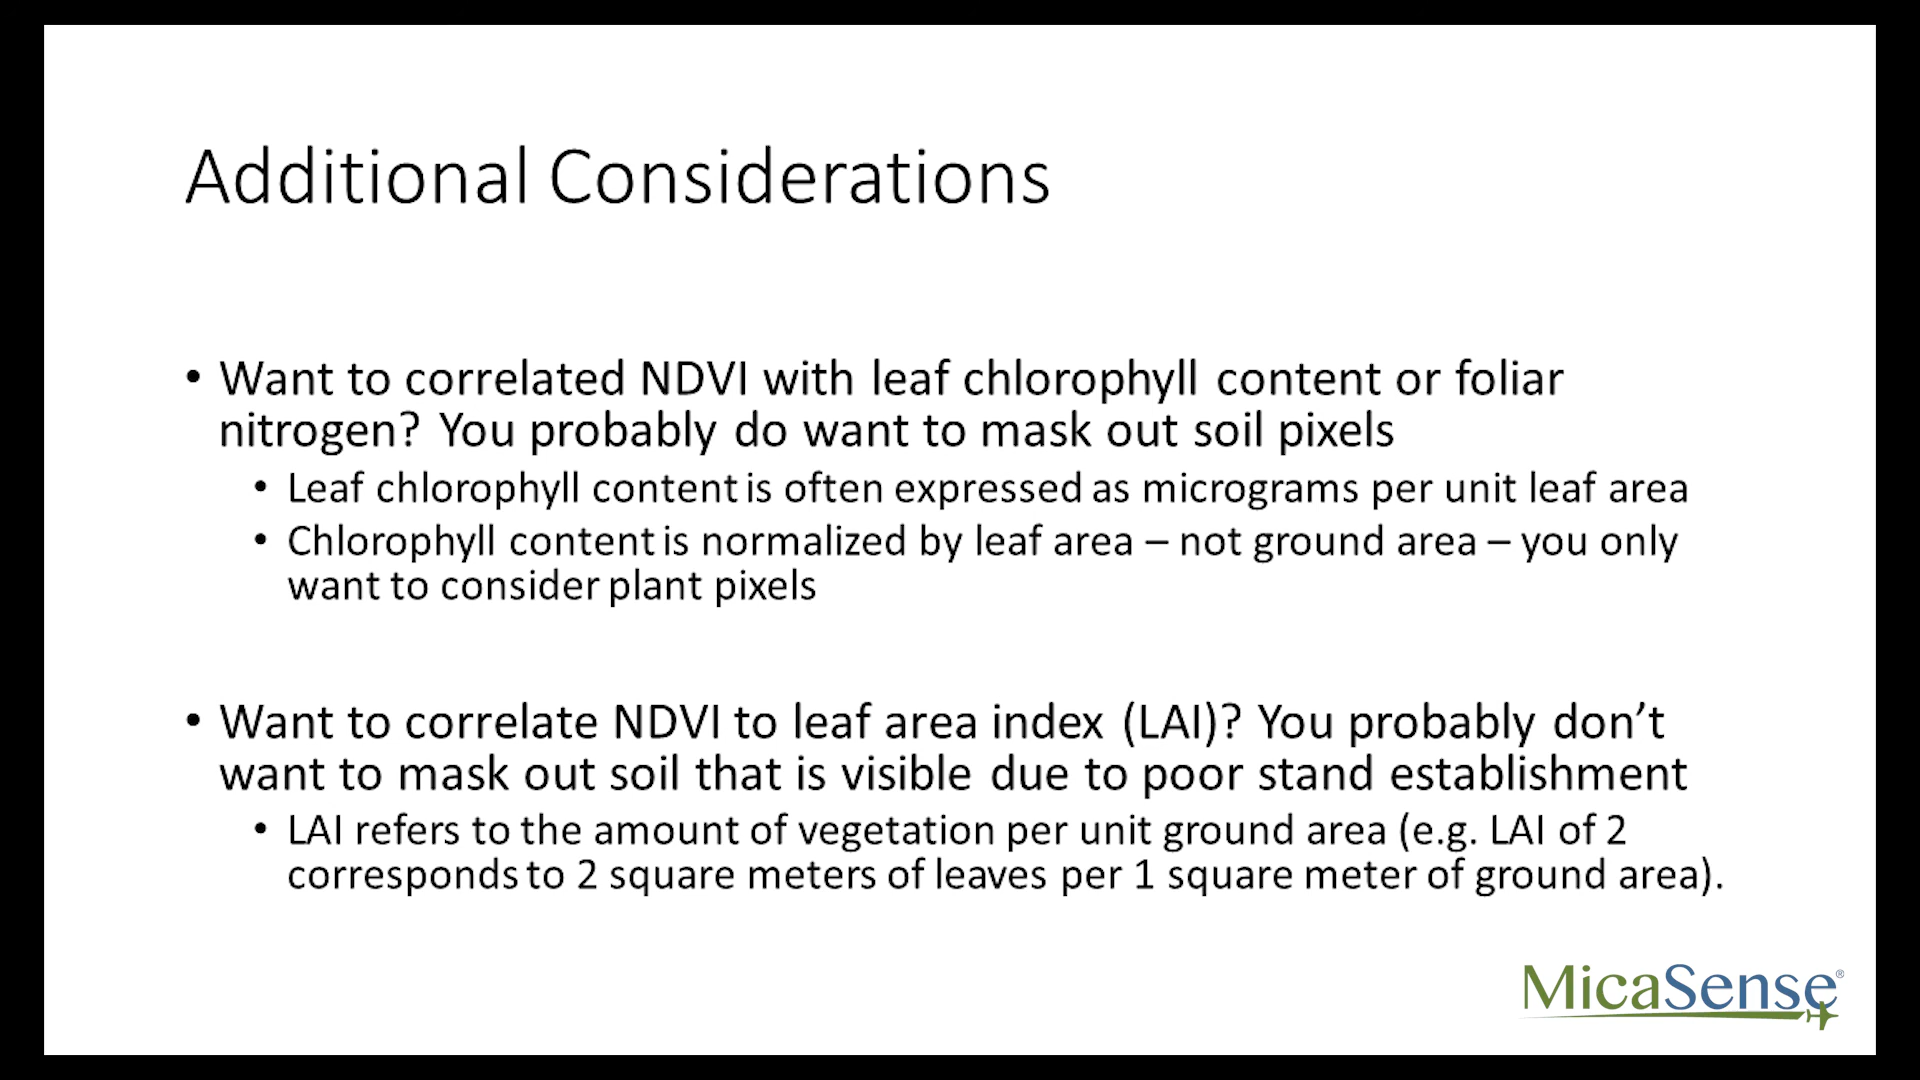 Additional Considerations
• Want to correlated NDVI with leaf chlorophyll content or foliar
nitrogen? You probably do want to mask out soil pixels
• Leaf chlorophyll content is often expressed as micrograms per unit leaf area
• Chlorophyll content is normalized by leaf area – not ground area – you only
want to consider plant pixels
• Want to correlate NDVI to leaf area index (LAI)? You probably don’t
want to mask out soil that is visible due to poor stand establishment
• LAI refers to the amount of vegetation per unit ground area (e.g. LAI of 2
corresponds to 2 square meters of leaves per 1 square meter of ground area).
MicaSense®